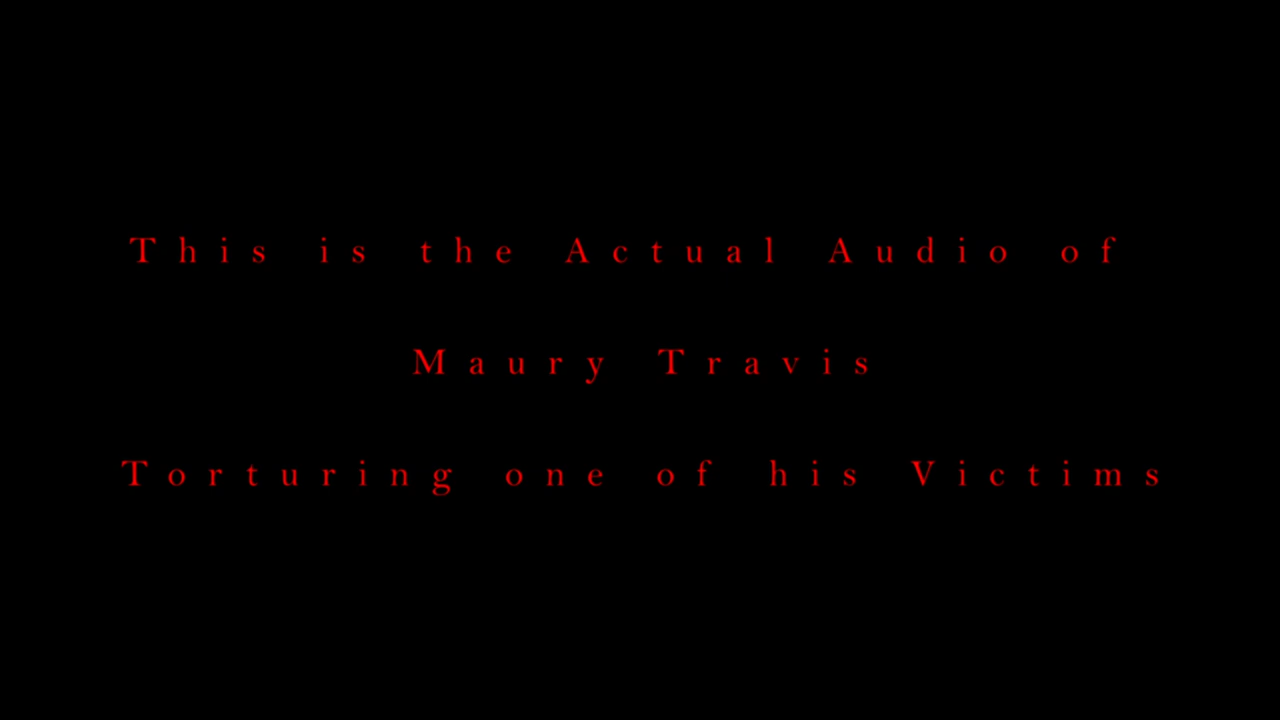 This is the Actual Audio of
Maury Travis
Torturing one of his Victims